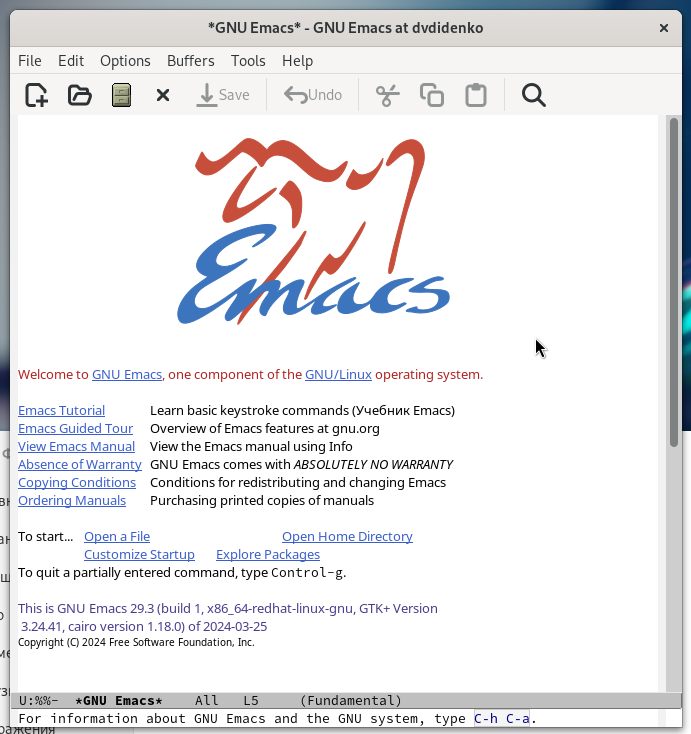 *GNU Emacs* - GNU Emacs at dvdidenko
File Edit Options Buffers Tools Help
Save Undo
Emacs
Welcome to GNU Emacs, one component of the GNU/Linux operating system.
Emacs Tutorial Learn basic keystroke commands (Учебник Emacs)
Emacs Guided Tour Overview of Emacs features at gnu.org
View Emacs Manual View the Emacs manual using Info
Absence of Warranty GNU Emacs comes with ABSOLUTELY NO WARRANTY
Copying Conditions Conditions for redistributing and changing Emacs
Ordering Manuals Purchasing printed copies of manuals
To start... Open a File Open Home Directory
Customize Startup Explore Packages
To quit a partially entered command, type Control-g.
This is GNU Emacs 29.3 (build 1, x86_64-redhat-linux-gnu, GTK+ Version
3.24.41, cairo version 1.18.0) of 2024-03-25
Copyright (C) 2024 Free Software Foundation, Inc.
U:%%- *GNU Emacs* All L5 (Fundamental)
For information about GNU Emacs and the GNU system, type C-h C-a.